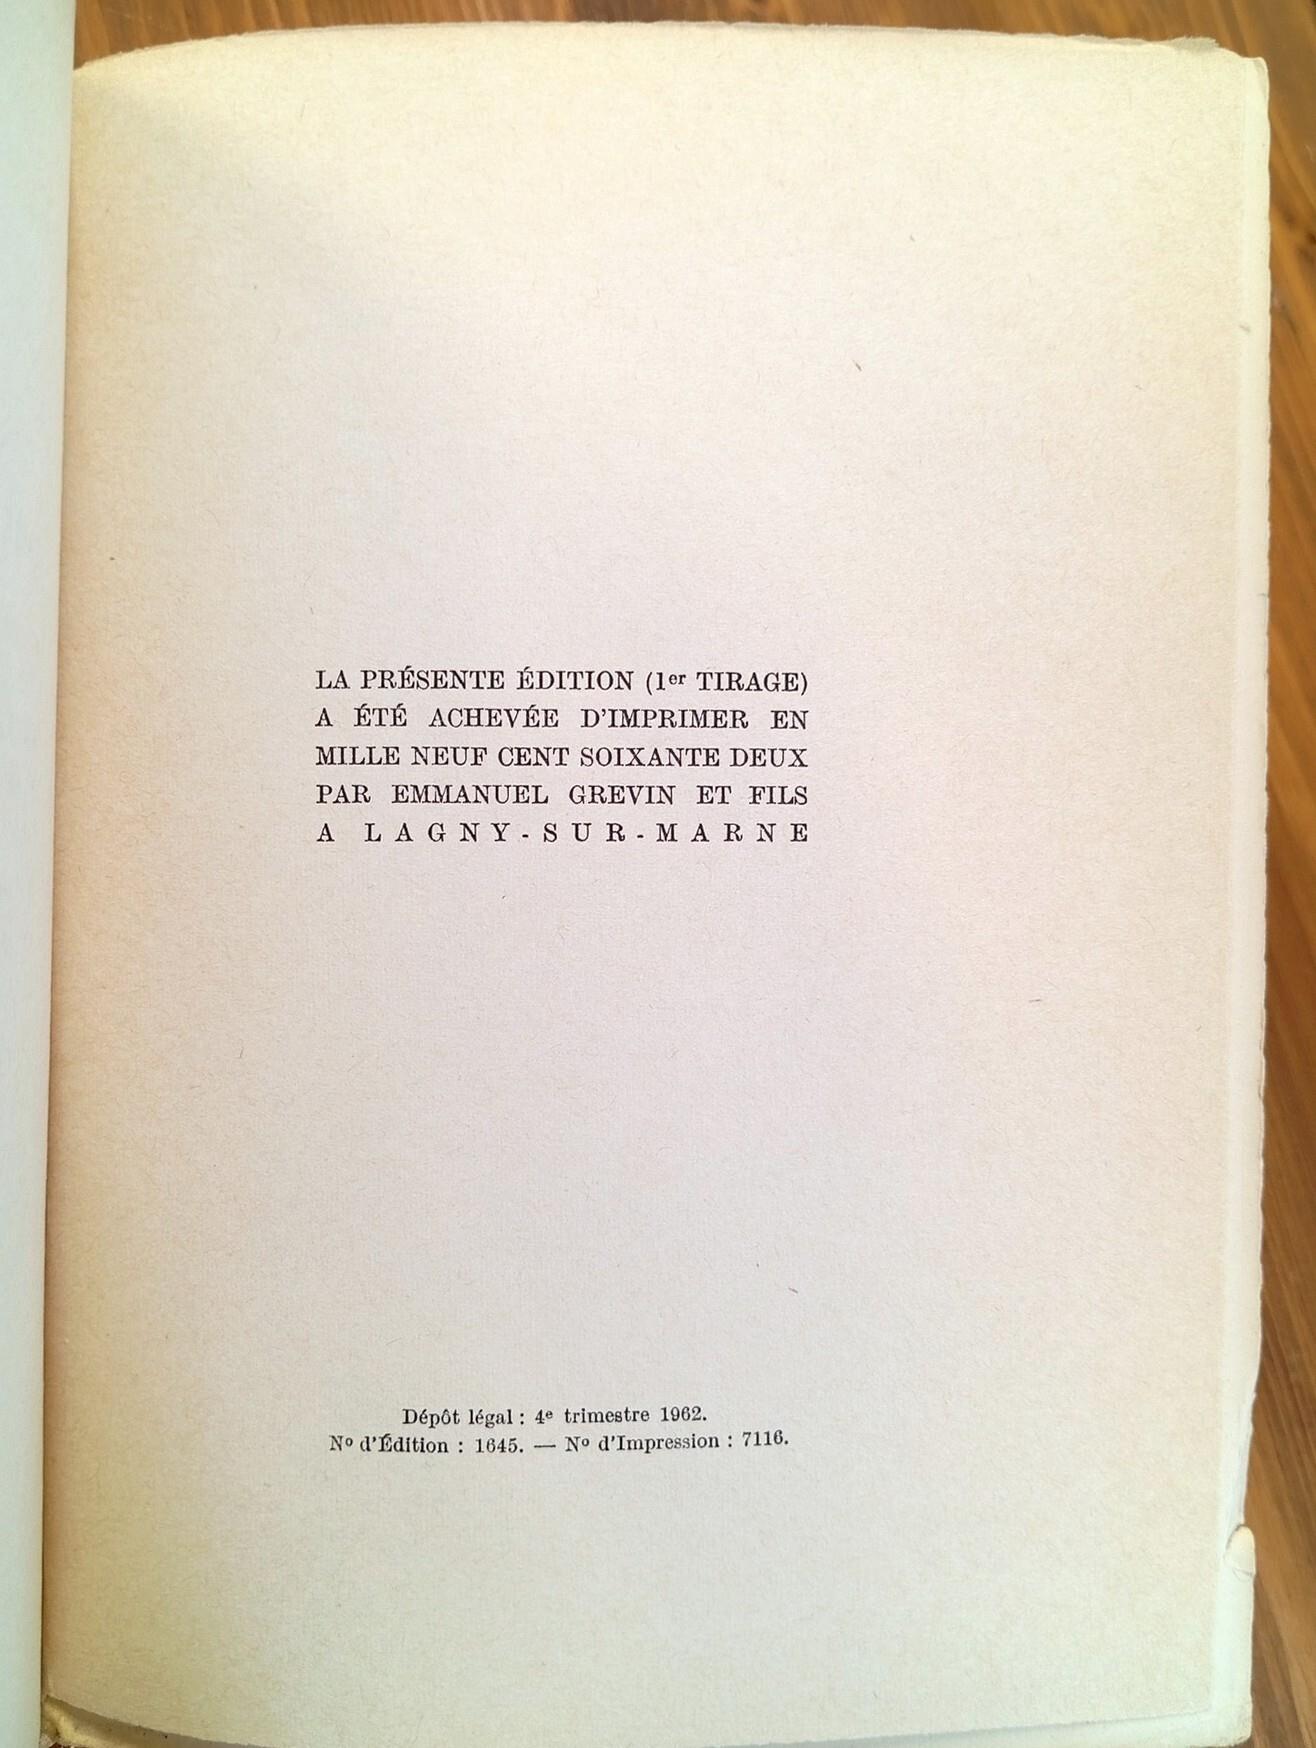 LA PRÉSENTE ÉDITION (1er TIRAGE)
A ÉTÉ ACHEVÉE D'IMPRIMER EN
MILLE NEUF CENT SOIXANTE DEUX
PAR EMMANUEL GREVIN ET FILS
A LAGNY-SUR-MARNE
Dépôt légal : 4e trimestre 1962.
No d'Édition : 1645. — No d'Impression : 7116.